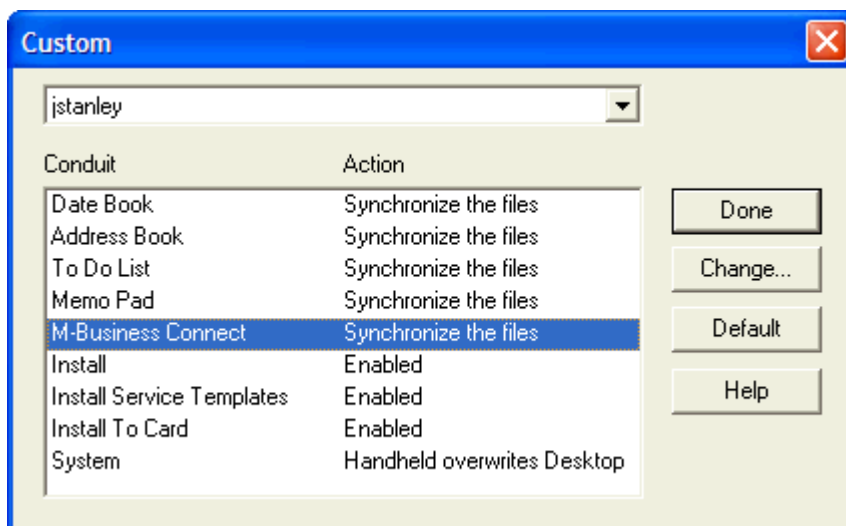 Custom
jstanley
Conduit Action
Date Book Synchronize the files
Done
Address Book Synchronize the files
To Do List Synchronize the files
Change...
Memo Pad Synchronize the files
M-Business Connect Synchronize the files
Default
Install Enabled
Install Service Templates Enabled
Help
Install To Card Enabled
System Handheld overwrites Desktop